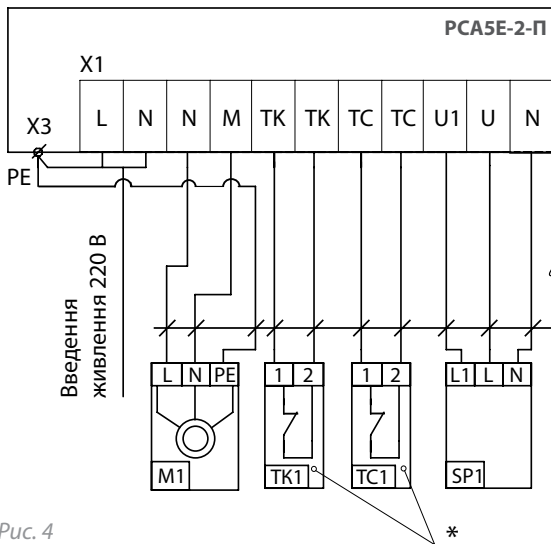 РСА5Е-2-П
X1
X3
L N N M TK TK TC TC U1 U N
PE
Введення
живлення 220 В
L N PE
1 2
1 2
L1 L N
M1
TK1
TC1
SP1
Рис. 4
*